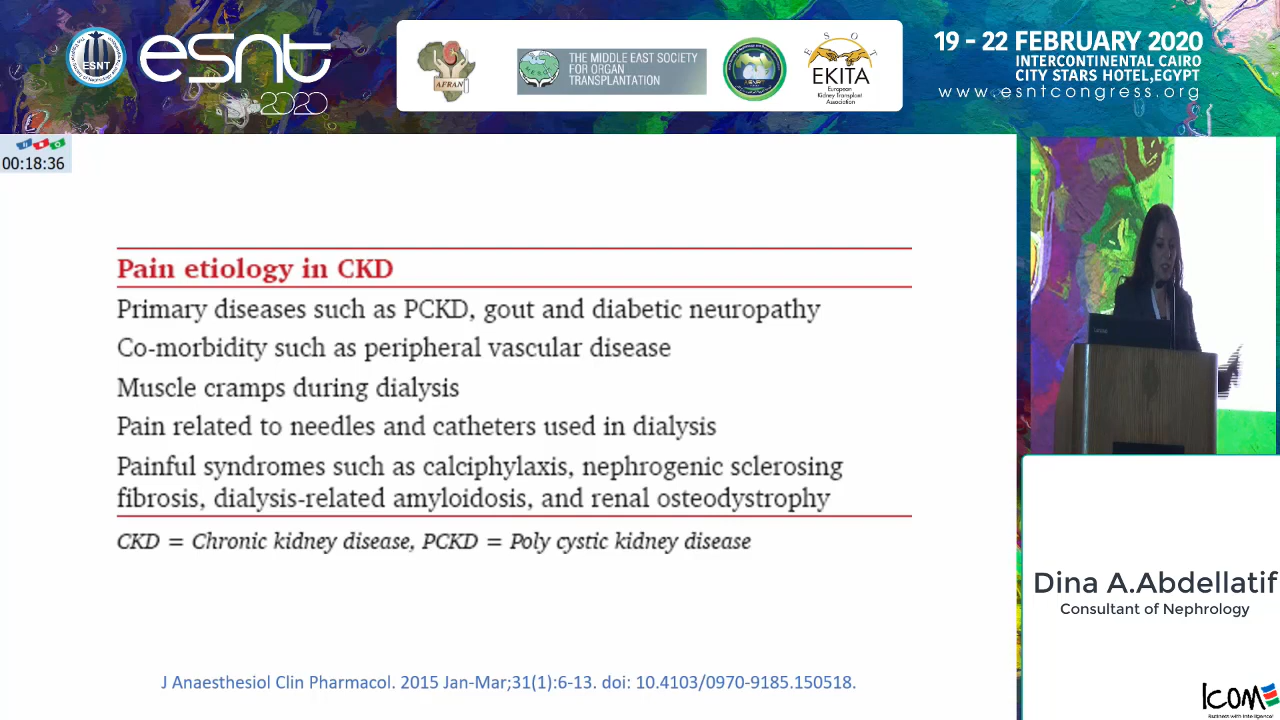 ESNT
esnt
2020
AFRAN
THE MIDDLE EAST SOCIETY
FOR ORGAN
TRANSPLANTATION
ESOT
EKITA
European
Kidney Transplant
Association
19 - 22 FEBRUARY 2020
INTERCONTINENTAL CAIRO
CITY STARS HOTEL,EGYPT
www.esntcongress.org
00:18:36
Pain etiology in CKD
Primary diseases such as PCKD, gout and diabetic neuropathy
Co-morbidity such as peripheral vascular disease
Muscle cramps during dialysis
Pain related to needles and catheters used in dialysis
Painful syndromes such as calciphylaxis, nephrogenic sclerosing
fibrosis, dialysis-related amyloidosis, and renal osteodystrophy
CKD = Chronic kidney disease, PCKD = Poly cystic kidney disease
J Anaesthesiol Clin Pharmacol. 2015 Jan-Mar;31(1):6-13. doi: 10.4103/0970-9185.150518.
Dina A.Abdellatif
Consultant of Nephrology
ICOME
Business with Intelligence!